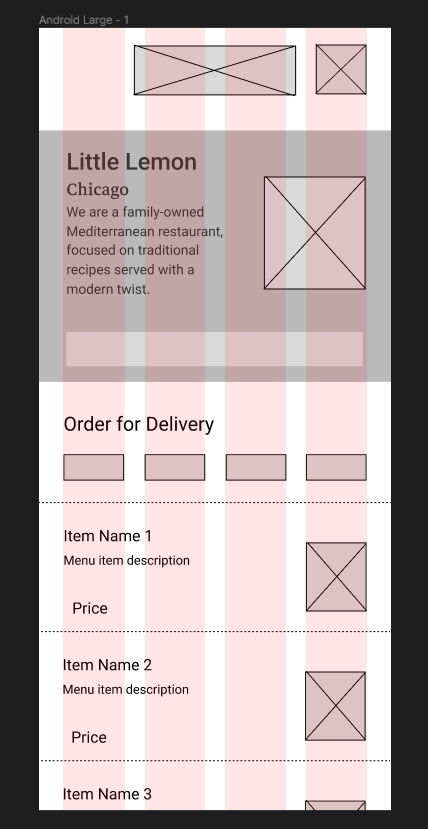 Android Large - 1
Little Lemon
Chicago
We are a family-owned
Mediterranean restaurant,
focused on traditional
recipes served with a
modern twist.
Order for Delivery
Item Name 1
Menu item description
Price
Item Name 2
Menu item description
Price
Item Name 3